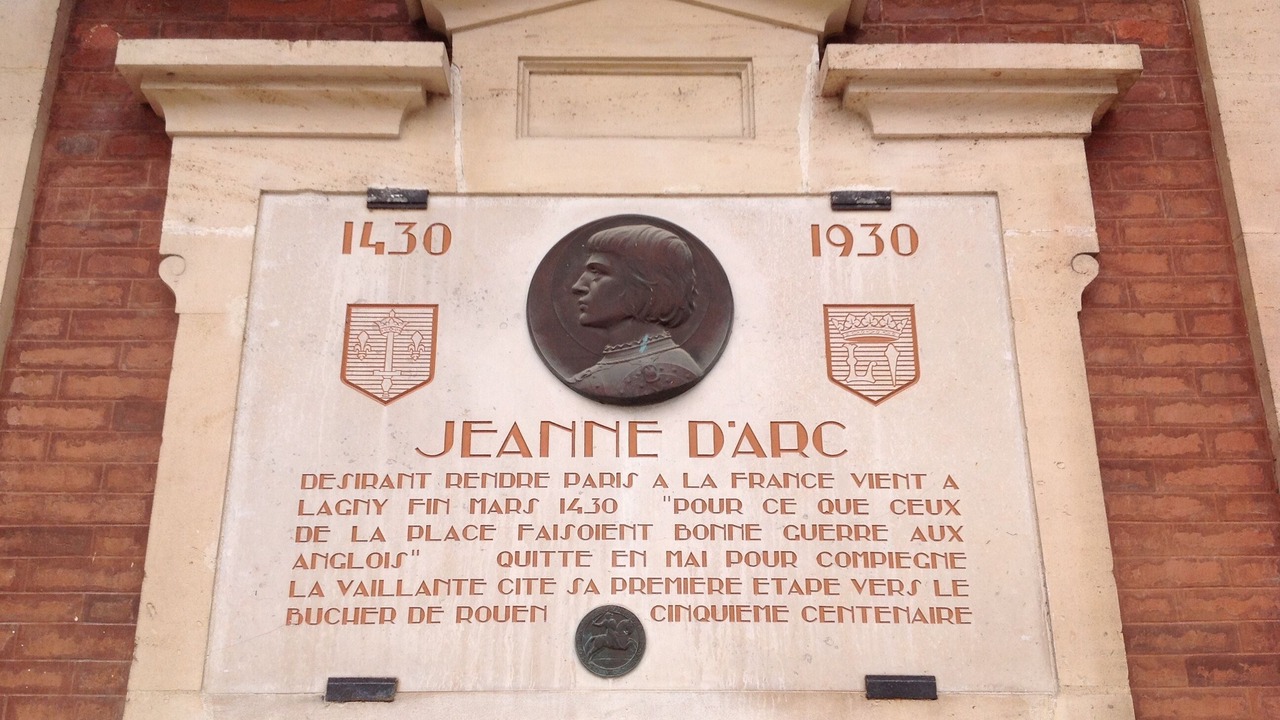 1430 1930
JEANNE D'ARC
DESIRANT RENDRE PARIS A LA FRANCE VIENT A
LAGNY FIN MARS 1430 "POUR CE QUE CEUX
DE LA PLACE FAISOIENT BONNE GUERRE AUX
ANGLOIS" QUITTE EN MAI POUR COMPIEGNE
LA VAILLANTE CITE SA PREMIERE ETAPE VERS LE
BUCHER DE ROUEN CINQUIEME CENTENAIRE